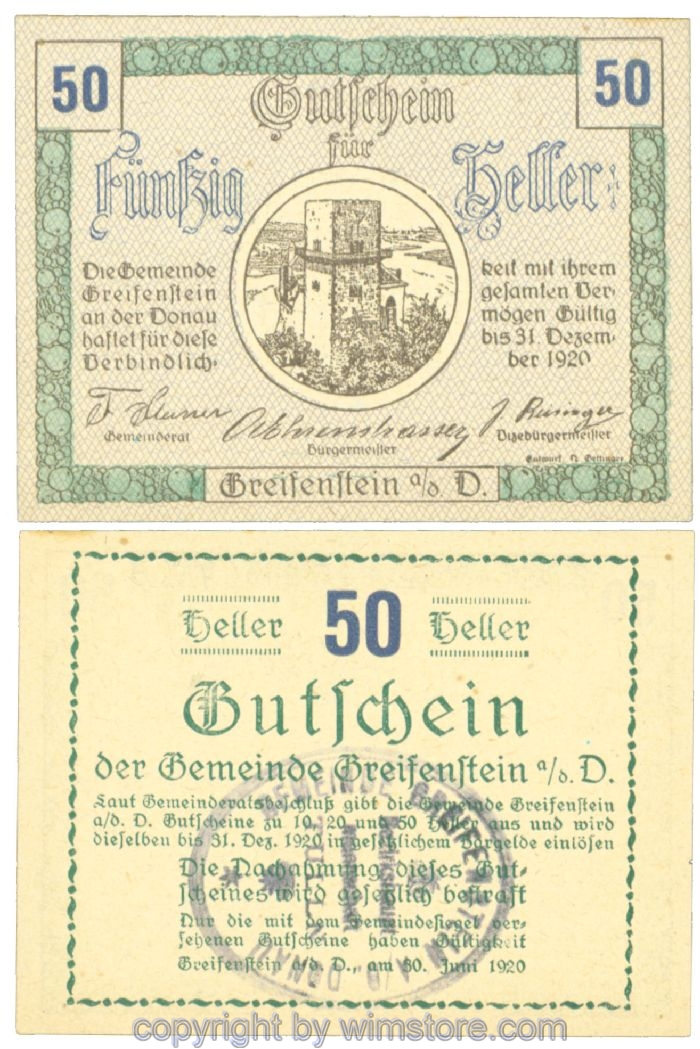 50
50
Gutschein
für
Fünfzig
Heller:
Die Gemeinde
Greifenstein
an der Donau
haftet für diese
Verbindlich-
keit mit ihrem
gesamten Ver-
mögen Gültig
bis 31. Dezem-
ber 1920
Gemeinderat
Bürgermeister
Vizebürgermeister
Entwurf
Greifenstein a/d. D.
Heller 50 Heller
Gutschein
der Gemeinde Greifenstein a/d. D.
Laut Gemeinderatsbeschluß gibt die Gemeinde Greifenstein
a/d. D. Gutscheine zu 10, 20 und 50 Heller aus und wird
dieselben bis 31. Dez. 1920 in gesetzlichem Bargelde einlösen
Die Nachahmung dieses Gut-
scheines wird gesetzlich bestraft
Nur die mit dem Gemeindesiegel ver-
sehenen Gutscheine haben Gültigkeit
Greifenstein a/d. D., am 30. Juni 1920
GEMEINDE GREIFENSTEIN A/D DONAU
copyright by wimstore.com